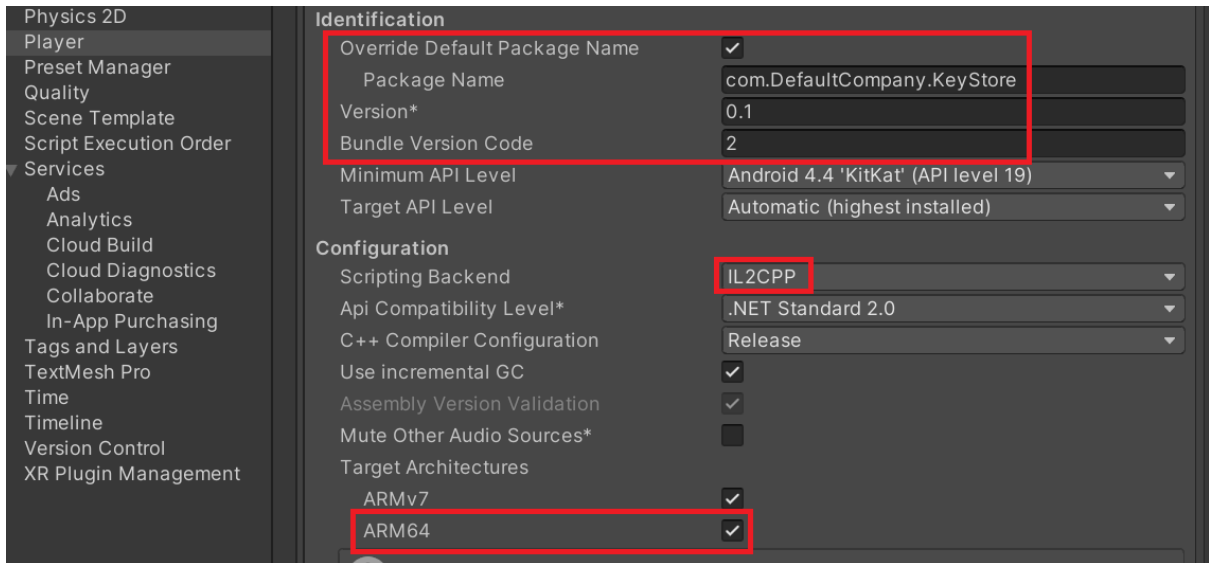 Physics 2D
Player
Preset Manager
Quality
Scene Template
Script Execution Order
Services
Ads
Analytics
Cloud Build
Cloud Diagnostics
Collaborate
In-App Purchasing
Tags and Layers
TextMesh Pro
Time
Timeline
Version Control
XR Plugin Management
Identification
Override Default Package Name
Package Name com.DefaultCompany.KeyStore
Version* 0.1
Bundle Version Code 2
Minimum API Level Android 4.4 'KitKat' (API level 19)
Target API Level Automatic (highest installed)
Configuration
Scripting Backend IL2CPP
Api Compatibility Level* .NET Standard 2.0
C++ Compiler Configuration Release
Use incremental GC
Assembly Version Validation
Mute Other Audio Sources*
Target Architectures
ARMv7
ARM64